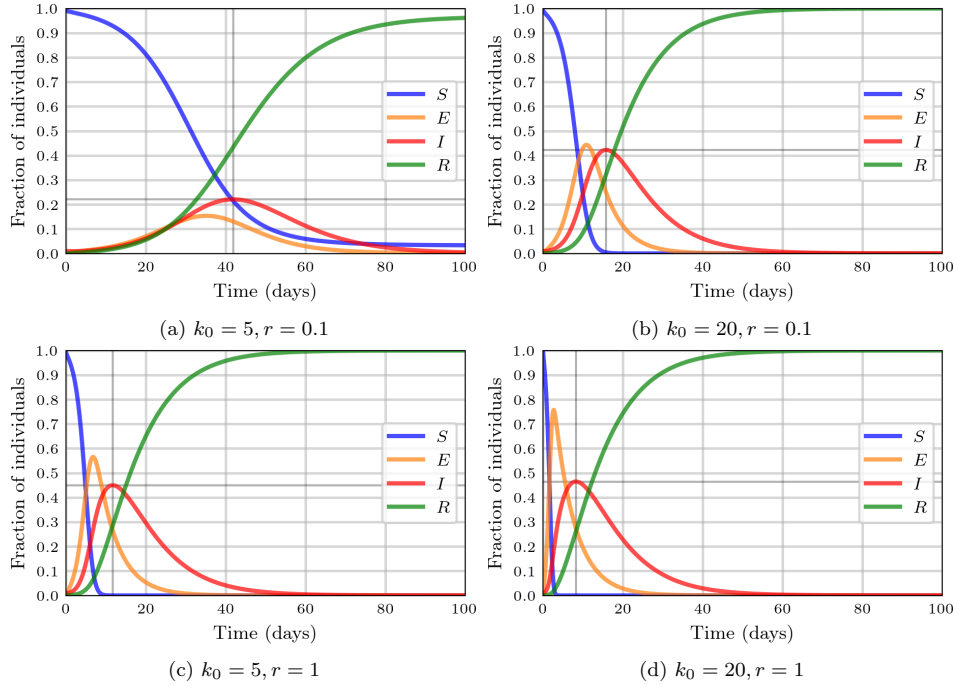 Fraction of individuals
1.0
0.9
0.8
0.7
0.6
0.5
0.4
0.3
0.2
0.1
0.0
0 20 40 60 80 100
Time (days)
S
E
I
R
(a) k₀ = 5, r = 0.1
Fraction of individuals
1.0
0.9
0.8
0.7
0.6
0.5
0.4
0.3
0.2
0.1
0.0
0 20 40 60 80 100
Time (days)
S
E
I
R
(b) k₀ = 20, r = 0.1
Fraction of individuals
1.0
0.9
0.8
0.7
0.6
0.5
0.4
0.3
0.2
0.1
0.0
0 20 40 60 80 100
Time (days)
S
E
I
R
(c) k₀ = 5, r = 1
Fraction of individuals
1.0
0.9
0.8
0.7
0.6
0.5
0.4
0.3
0.2
0.1
0.0
0 20 40 60 80 100
Time (days)
S
E
I
R
(d) k₀ = 20, r = 1